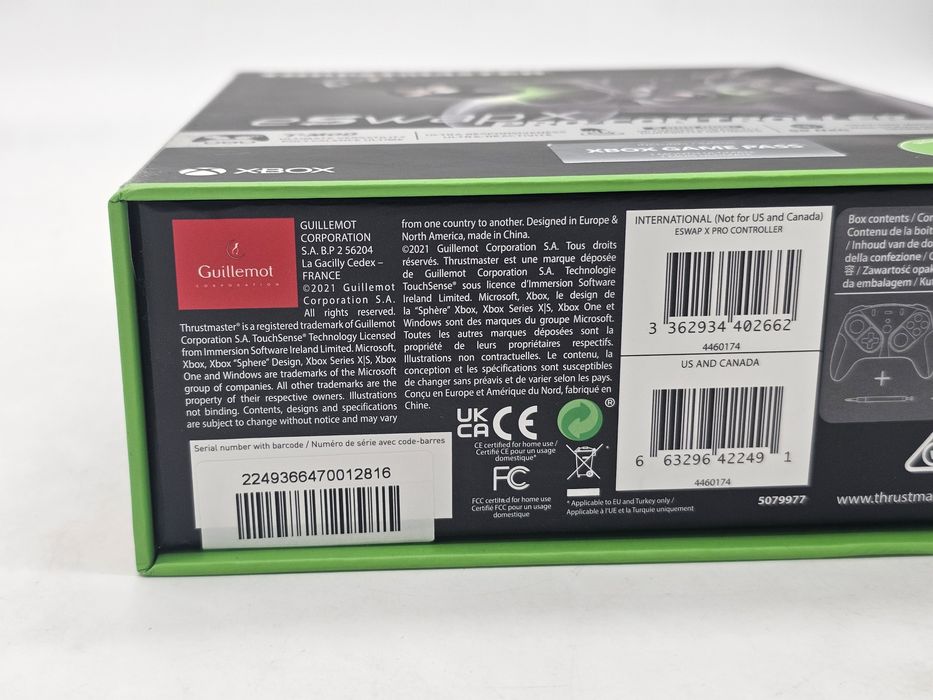 eSwap
PRO CONTROLLER
T-MOD
XBOX GAME PASS
XBOX
Guillemot
CORPORATION
GUILLEMOT
CORPORATION
S.A. B.P 2 56204
La Gacilly Cedex –
FRANCE
©2021 Guillemot
Corporation S.A.
All rights reserved.
Thrustmaster® is a registered trademark of Guillemot
Corporation S.A. TouchSense® Technology Licensed
from Immersion Software Ireland Limited. Microsoft,
Xbox, Xbox “Sphere” Design, Xbox Series X|S, Xbox
One and Windows are trademarks of the Microsoft
group of companies. All other trademarks are the
property of their respective owners. Illustrations
not binding. Contents, designs and specifications
are subject to change without notice and may vary
from one country to another. Designed in Europe &
North America, made in China.
©2021 Guillemot Corporation S.A. Tous droits
réservés. Thrustmaster est une marque déposée
de Guillemot Corporation S.A. Technologie
TouchSense® sous licence d’Immersion Software
Ireland Limited. Microsoft, Xbox, le design de
la “Sphère” Xbox, Xbox Series X|S, Xbox One et
Windows sont des marques du groupe Microsoft.
Toutes les autres marques déposées sont la
propriété de leurs propriétaires respectifs.
Illustrations non contractuelles. Le contenu, la
conception et les spécifications sont susceptibles
de changer sans préavis et de varier selon les pays.
Conçu en Europe et Amérique du Nord, fabriqué en
Chine.
Serial number with barcode / Numéro de série avec code-barres
2249366470012816
UK
CA
CE
®
CE certified for home use /
Certifié CE pour un usage
domestique*
FC
FCC certified for home use
Certifié FCC pour un usage
domestique
* Applicable to EU and Turkey only /
Applicable à l’UE et la Turquie uniquement
INTERNATIONAL (Not for US and Canada)
ESWAP X PRO CONTROLLER
3 362934 402662
4460174
US AND CANADA
6 63296 42249 1
4460174
5079977
Box contents / Con
Contenu de la boît
/ Inhoud van de do
della confezione / C
容 / Zawartość opak
da embalagem / Ku
+
www.thrustma